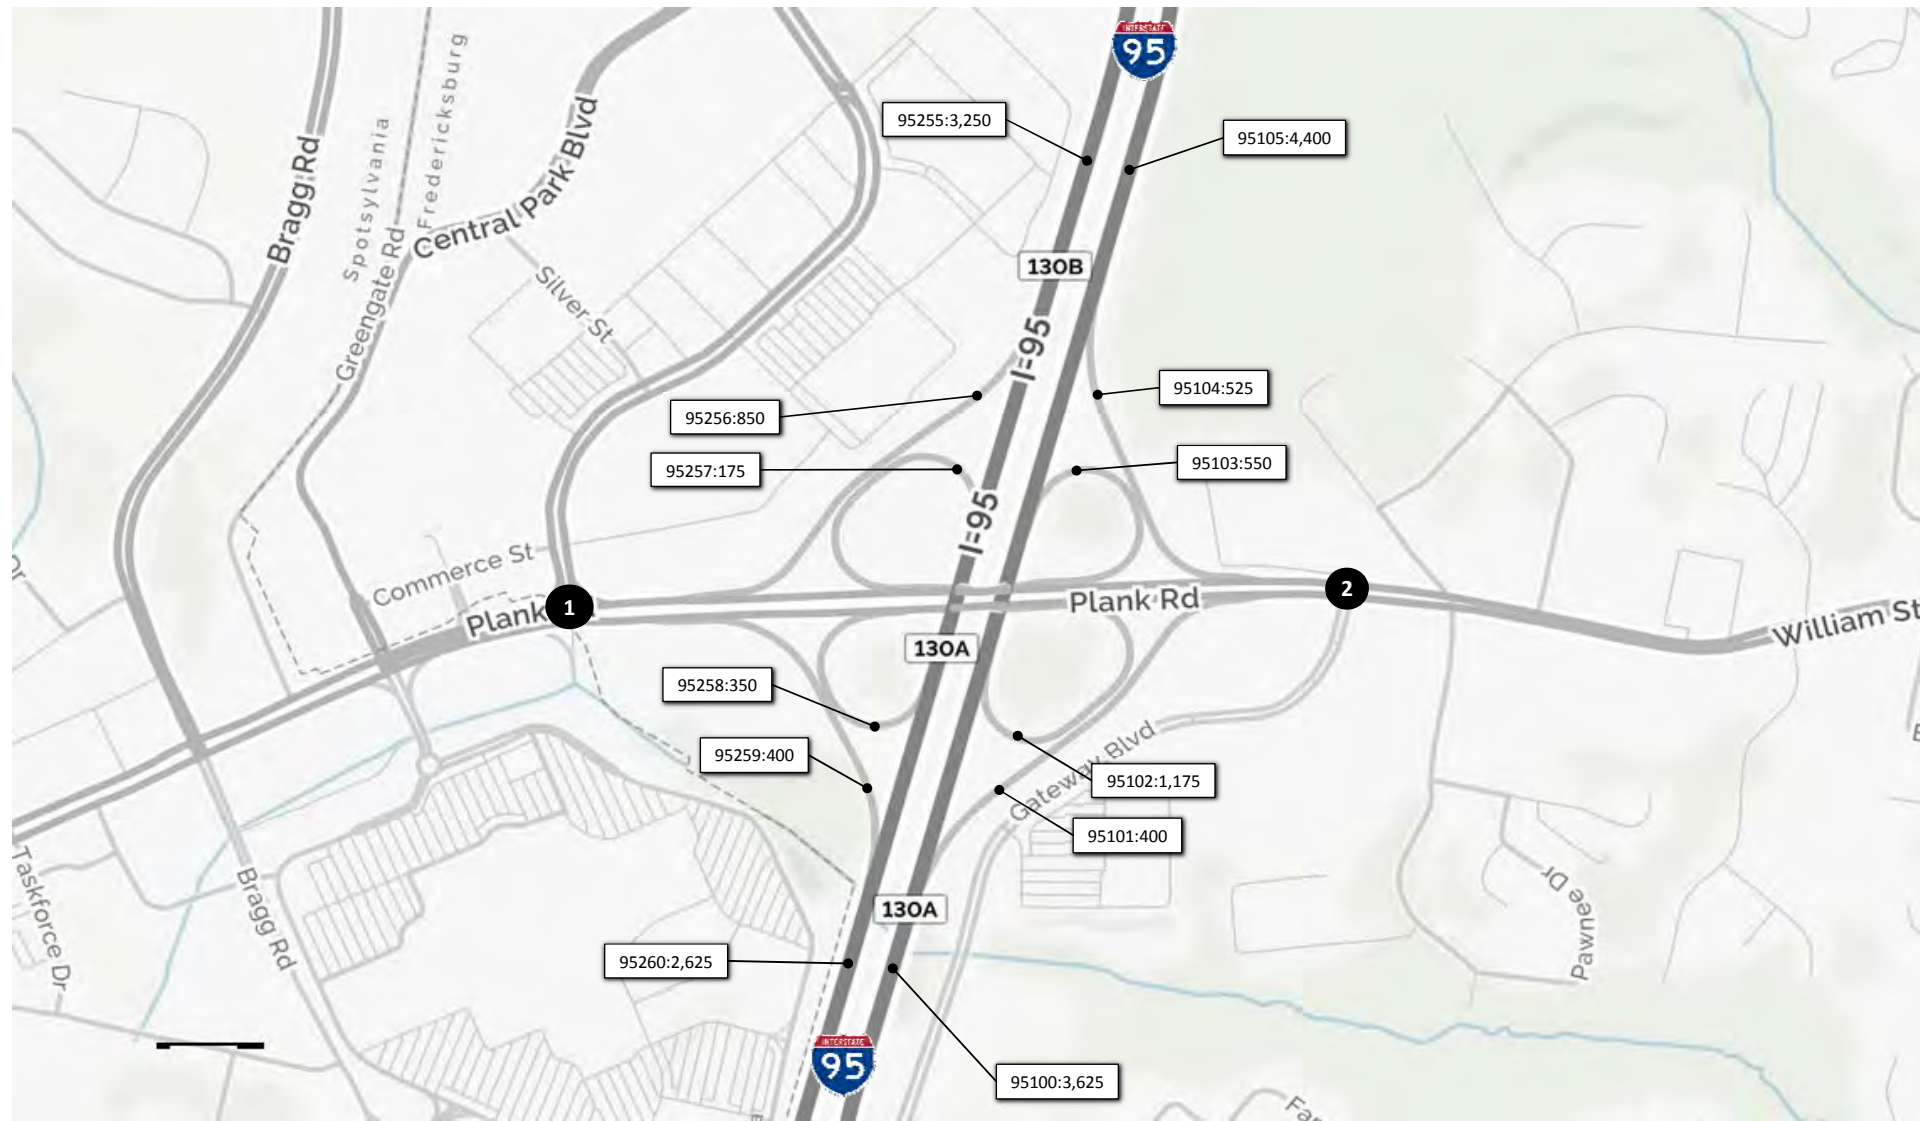 INTERSTATE
95
95255:3,250
95105:4,400
Bragg Rd
Spotsylvania
Fredericksburg
Central Park Blvd
Greengate Rd
Silver St
130B
I-95
95104:525
95256:850
95103:550
95257:175
I-95
Commerce St
Plank
1
Plank Rd
2
William St
130A
95258:350
95259:400
Gateway Blvd
95102:1,175
95101:400
Taskforce Dr
Bragg Rd
130A
Pawnee Dr
95260:2,625
INTERSTATE
95
95100:3,625